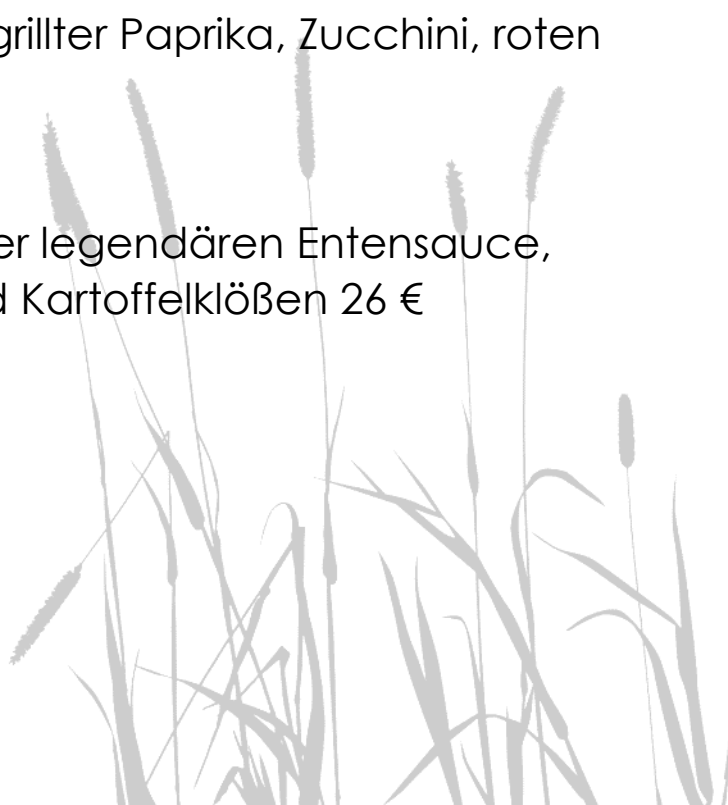 grillter Paprika, Zucchini, roten
er legendären Entensauce,
d Kartoffelklößen 26 €